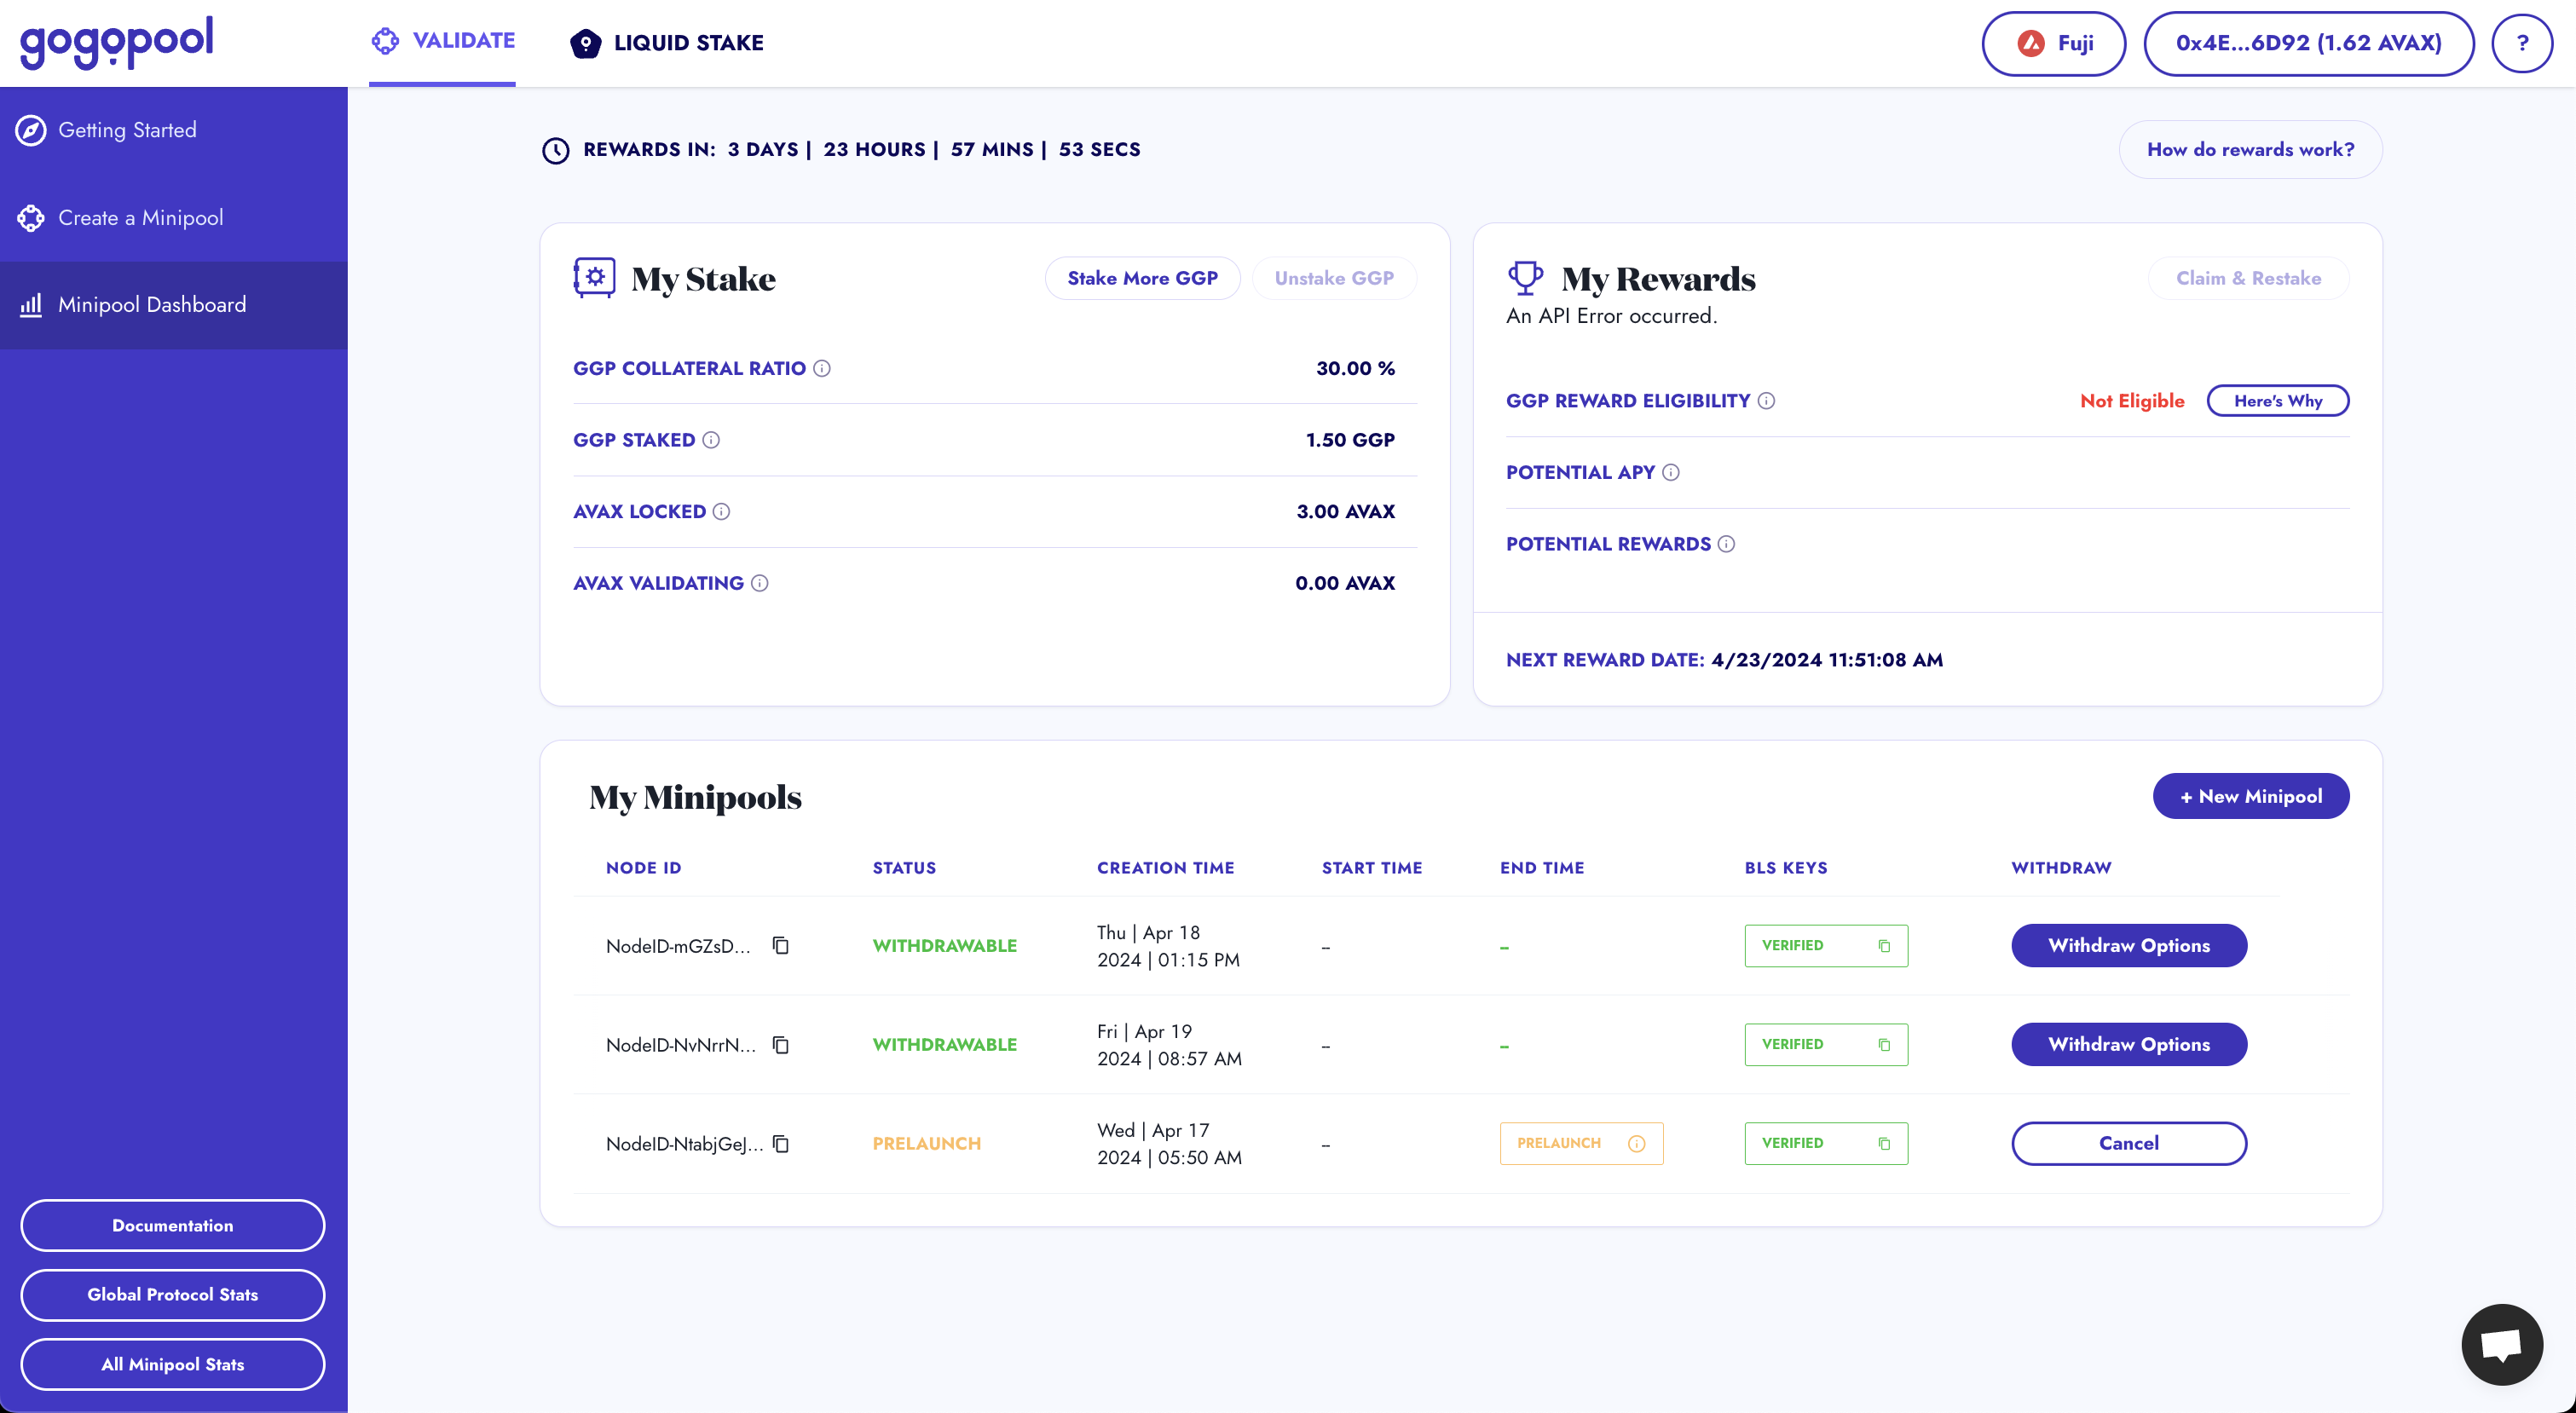 gogopool
VALIDATE
LIQUID STAKE
Fuji
0x4E...6D92 (1.62 AVAX)
?
Getting Started
Create a Minipool
Minipool Dashboard
Documentation
Global Protocol Stats
All Minipool Stats
REWARDS IN: 3 DAYS | 23 HOURS | 57 MINS | 53 SECS
How do rewards work?
My Stake
Stake More GGP
Unstake GGP
GGP COLLATERAL RATIO 30.00 %
GGP STAKED 1.50 GGP
AVAX LOCKED 3.00 AVAX
AVAX VALIDATING 0.00 AVAX
My Rewards
Claim & Restake
An API Error occurred.
GGP REWARD ELIGIBILITY Not Eligible Here's Why
POTENTIAL APY
POTENTIAL REWARDS
NEXT REWARD DATE: 4/23/2024 11:51:08 AM
My Minipools
+ New Minipool
NODE ID STATUS CREATION TIME START TIME END TIME BLS KEYS WITHDRAW
NodeID-mGZsD... WITHDRAWABLE Thu | Apr 18
2024 | 01:15 PM – – VERIFIED Withdraw Options
NodeID-NvNrrN... WITHDRAWABLE Fri | Apr 19
2024 | 08:57 AM – – VERIFIED Withdraw Options
NodeID-NtabjGeJ... PRELAUNCH Wed | Apr 17
2024 | 05:50 AM – PRELAUNCH VERIFIED Cancel